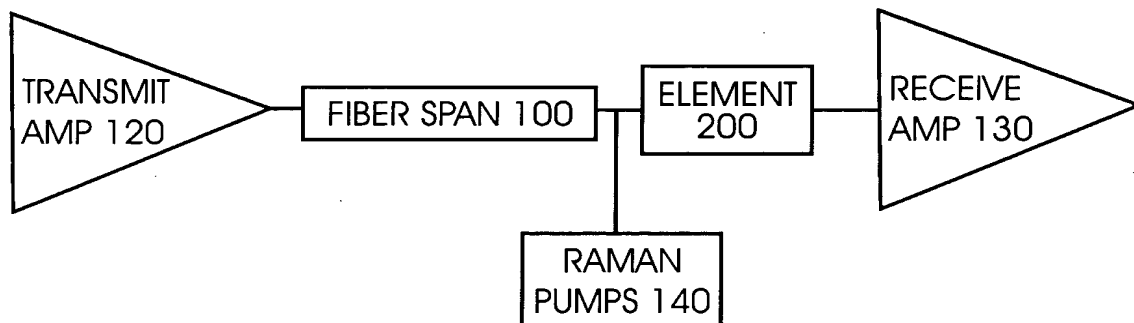 TRANSMIT
AMP 120
FIBER SPAN 100
ELEMENT
200
RECEIVE
AMP 130
RAMAN
PUMPS 140